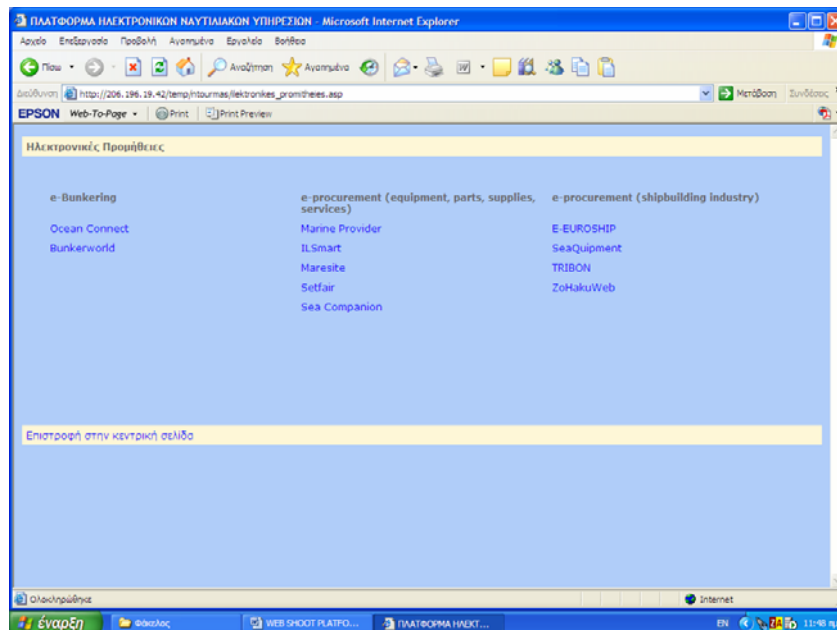 ΠΛΑΤΦΟΡΜΑ ΗΛΕΚΤΡΟΝΙΚΩΝ ΝΑΥΤΙΛΙΑΚΩΝ ΥΠΗΡΕΣΙΩΝ - Microsoft Internet Explorer
Αρχείο Επεξεργασία Προβολή Αγαπημένα Εργαλεία Βοήθεια
Πίσω Αναζήτηση Αγαπημένα
Διεύθυνση http://206.196.19.42/temp/ntourmas/ilektronikes_promitheies.asp Μετάβαση Συνδέσεις
EPSON Web-To-Page Print Print Preview
Ηλεκτρονικές Προμήθειες
e-Bunkering e-procurement (equipment, parts, supplies, services) e-procurement (shipbuilding industry)
Ocean Connect Marine Provider E-EUROSHIP
Bunkerworld ILSmart SeaQuipment
Maresite TRIBON
Setfair ZoHakuWeb
Sea Companion
Επιστροφή στην κεντρική σελίδα
Ολοκληρώθηκε Internet
έναρξη Φάκελος WEB SHOOT PLATFO... ΠΛΑΤΦΟΡΜΑ ΗΛΕΚΤ... EN 11:48